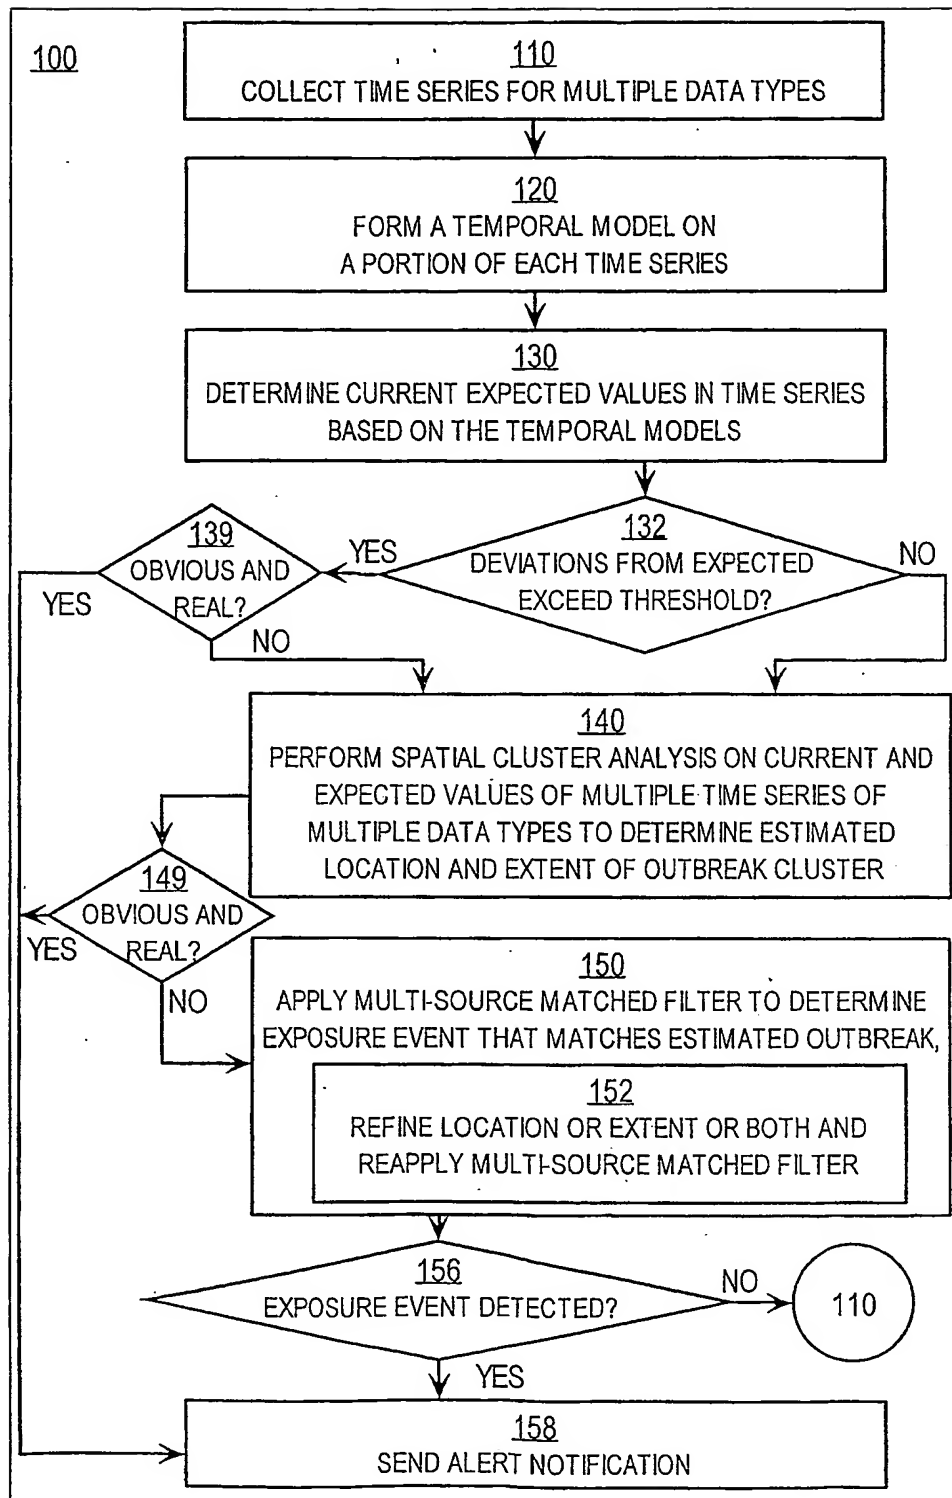 100
110
COLLECT TIME SERIES FOR MULTIPLE DATA TYPES
120
FORM A TEMPORAL MODEL ON
A PORTION OF EACH TIME SERIES
130
DETERMINE CURRENT EXPECTED VALUES IN TIME SERIES
BASED ON THE TEMPORAL MODELS
132
DEVIATIONS FROM EXPECTED
EXCEED THRESHOLD?
YES
NO
139
OBVIOUS AND
REAL?
YES
NO
140
PERFORM SPATIAL CLUSTER ANALYSIS ON CURRENT AND
EXPECTED VALUES OF MULTIPLE TIME SERIES OF
MULTIPLE DATA TYPES TO DETERMINE ESTIMATED
LOCATION AND EXTENT OF OUTBREAK CLUSTER
149
OBVIOUS AND
REAL?
YES
NO
150
APPLY MULTI-SOURCE MATCHED FILTER TO DETERMINE
EXPOSURE EVENT THAT MATCHES ESTIMATED OUTBREAK,
152
REFINE LOCATION OR EXTENT OR BOTH AND
REAPPLY MULTI-SOURCE MATCHED FILTER
156
EXPOSURE EVENT DETECTED?
NO
110
YES
158
SEND ALERT NOTIFICATION